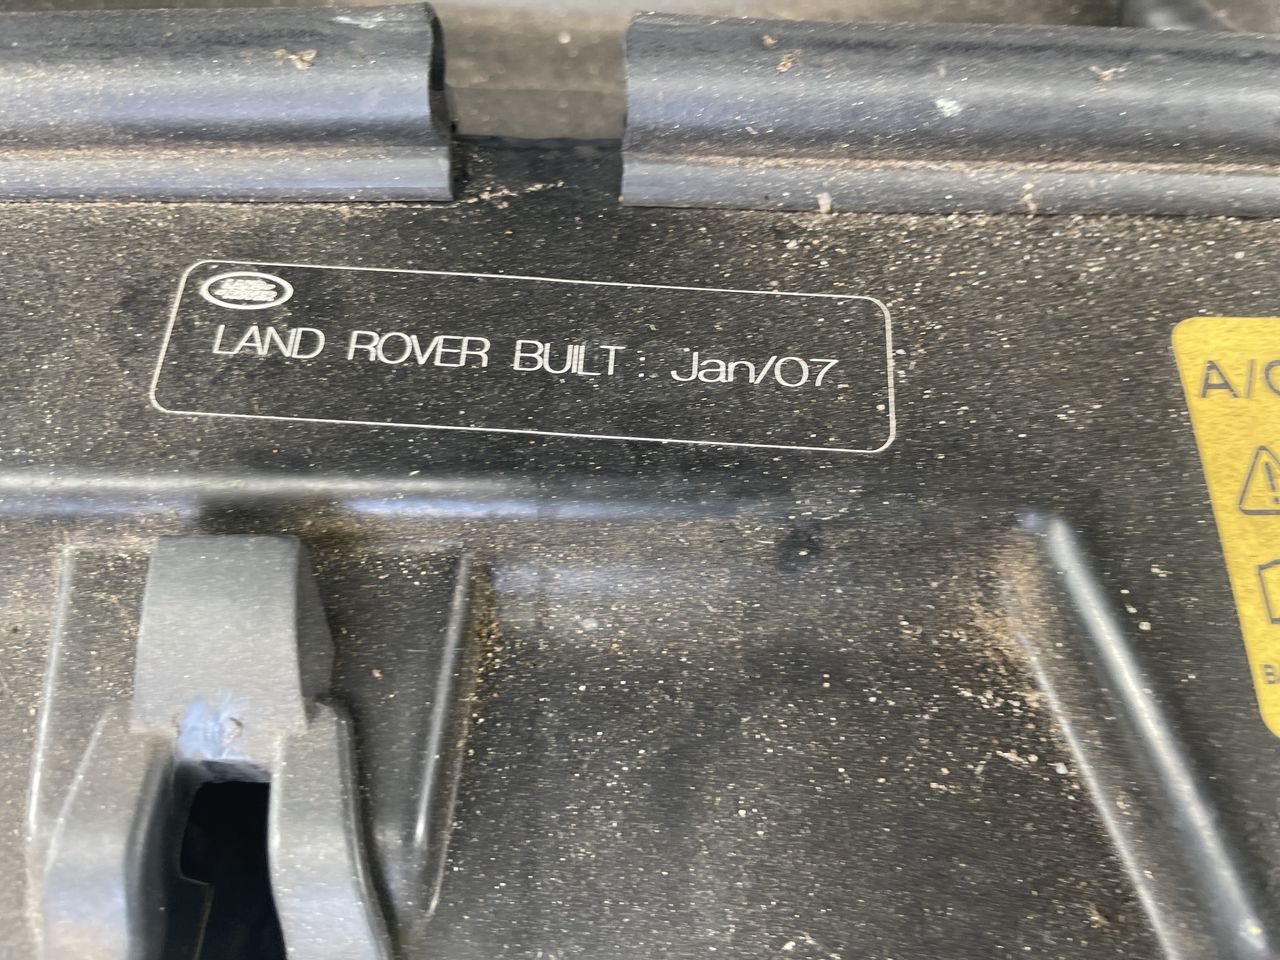 LAND ROVER BUILT : Jan/07
A/